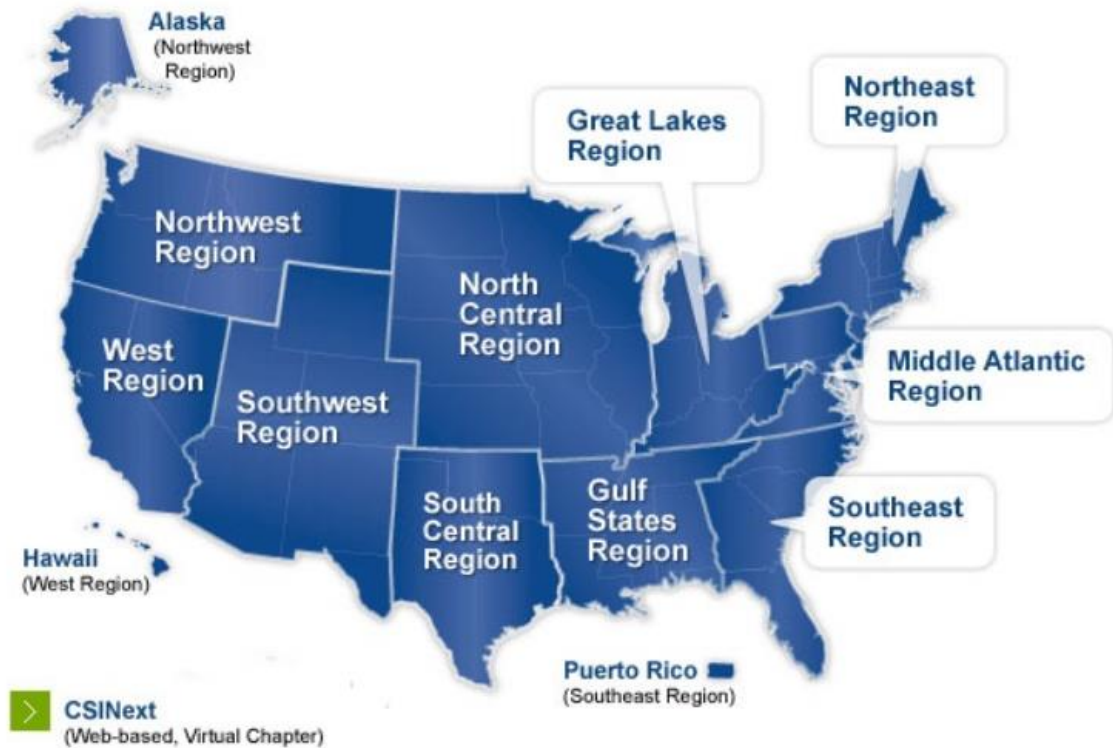 Alaska
(Northwest
Region)
Great Lakes
Region
Northeast
Region
Northwest
Region
North
Central
Region
West
Region
Southwest
Region
Middle Atlantic
Region
South
Central
Region
Gulf
States
Region
Southeast
Region
Hawaii
(West Region)
Puerto Rico
(Southeast Region)
CSINext
(Web-based, Virtual Chapter)